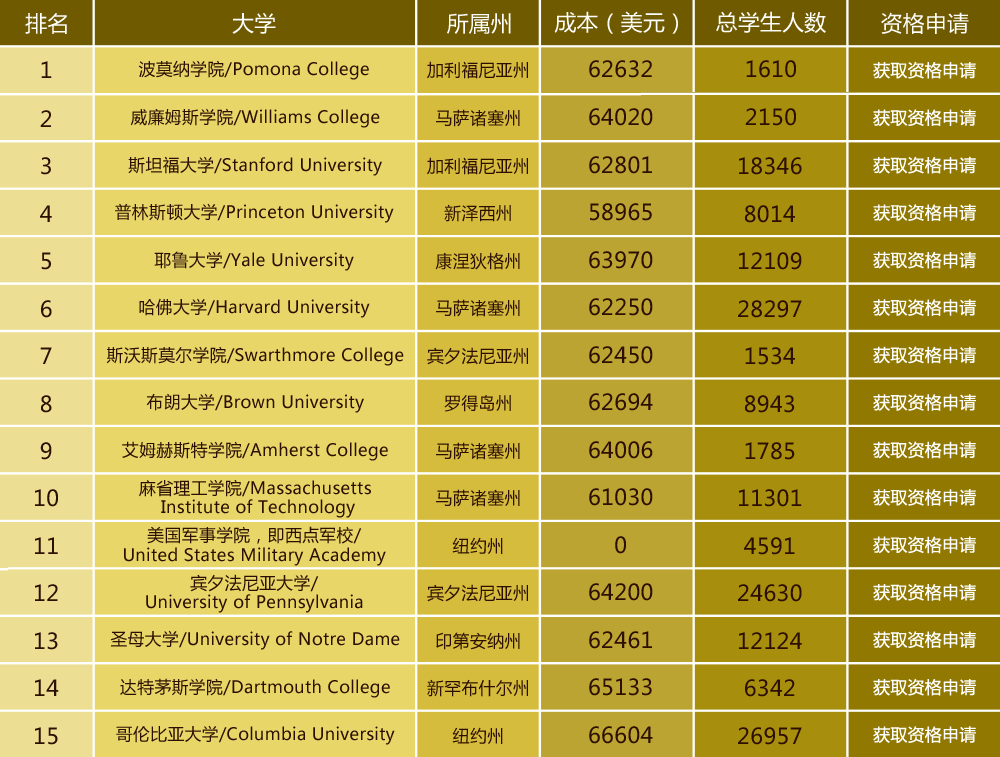 排名 大学 所属州 成本（美元） 总学生人数 资格申请
1 波莫纳学院/Pomona College 加利福尼亚州 62632 1610 获取资格申请
2 威廉姆斯学院/Williams College 马萨诸塞州 64020 2150 获取资格申请
3 斯坦福大学/Stanford University 加利福尼亚州 62801 18346 获取资格申请
4 普林斯顿大学/Princeton University 新泽西州 58965 8014 获取资格申请
5 耶鲁大学/Yale University 康涅狄格州 63970 12109 获取资格申请
6 哈佛大学/Harvard University 马萨诸塞州 62250 28297 获取资格申请
7 斯沃斯莫尔学院/Swarthmore College 宾夕法尼亚州 62450 1534 获取资格申请
8 布朗大学/Brown University 罗得岛州 62694 8943 获取资格申请
9 艾姆赫斯特学院/Amherst College 马萨诸塞州 64006 1785 获取资格申请
10 麻省理工学院/Massachusetts
Institute of Technology 马萨诸塞州 61030 11301 获取资格申请
11 美国军事学院，即西点军校/
United States Military Academy 纽约州 0 4591 获取资格申请
12 宾夕法尼亚大学/
University of Pennsylvania 宾夕法尼亚州 64200 24630 获取资格申请
13 圣母大学/University of Notre Dame 印第安纳州 62461 12124 获取资格申请
14 达特茅斯学院/Dartmouth College 新罕布什尔州 65133 6342 获取资格申请
15 哥伦比亚大学/Columbia University 纽约州 66604 26957 获取资格申请